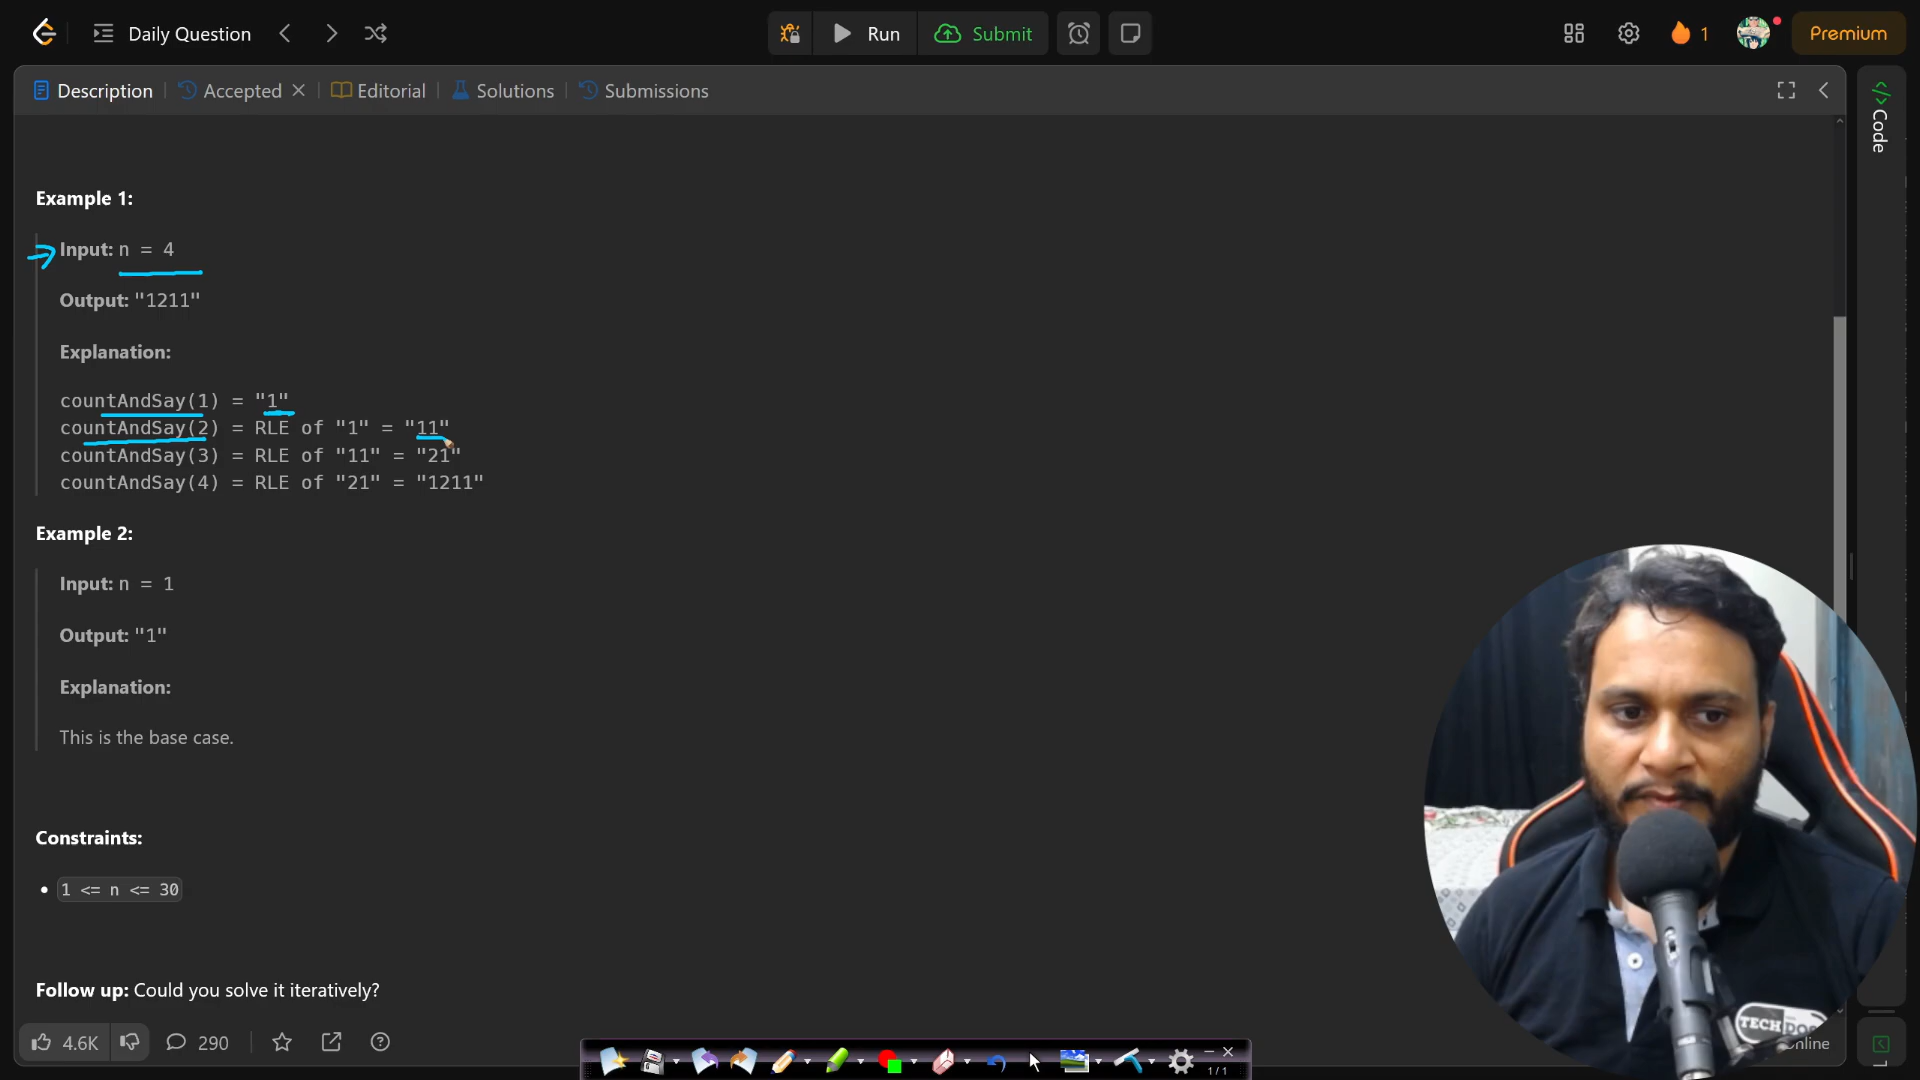 Daily Question
Run
Submit
1
Premium
Description
Accepted
Editorial
Solutions
Submissions
Code
Example 1:
Input: n = 4
Output: "1211"
Explanation:
countAndSay(1) = "1"
countAndSay(2) = RLE of "1" = "11"
countAndSay(3) = RLE of "11" = "21"
countAndSay(4) = RLE of "21" = "1211"
Example 2:
Input: n = 1
Output: "1"
Explanation:
This is the base case.
Constraints:
1 <= n <= 30
Follow up: Could you solve it iteratively?
4.6K
290
1/1
TECH